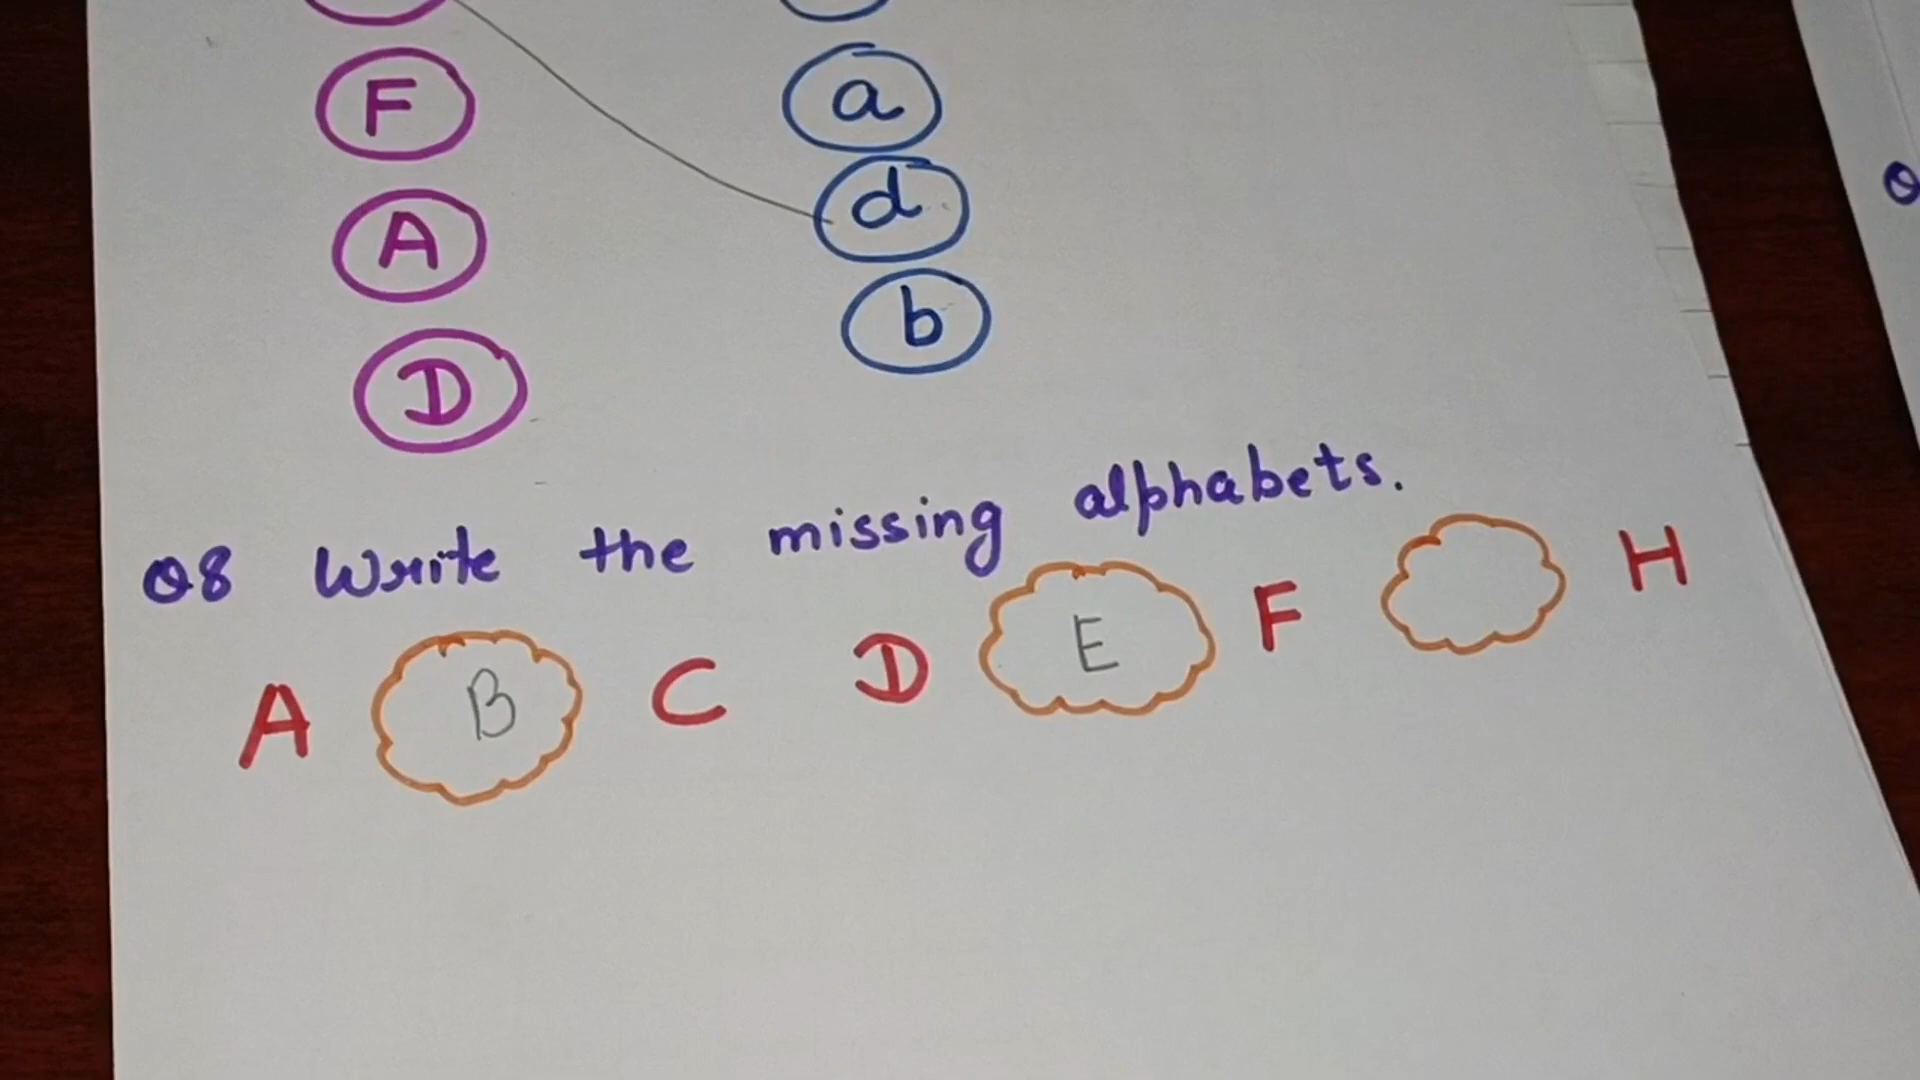 F a
A d
D b
Q8 Write the missing alphabets.
A B C D E F H